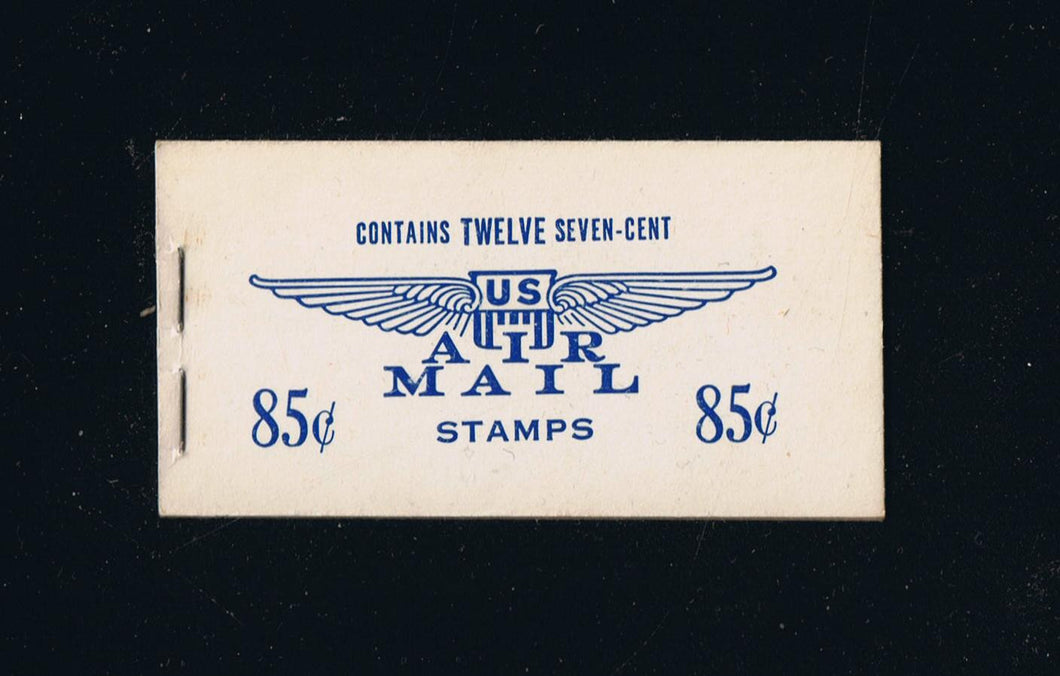 CONTAINS TWELVE SEVEN-CENT
US
AIR
MAIL
85¢ STAMPS 85¢